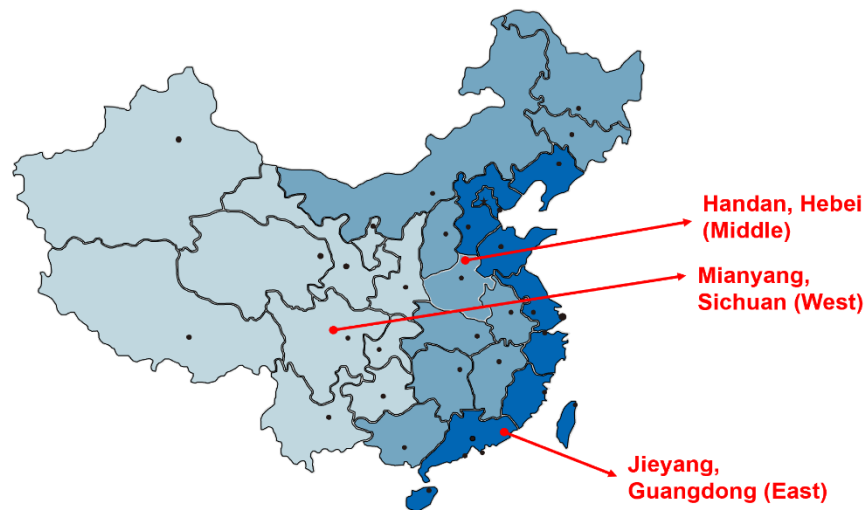 Handan, Hebei
(Middle)
Mianyang,
Sichuan (West)
Jieyang,
Guangdong (East)